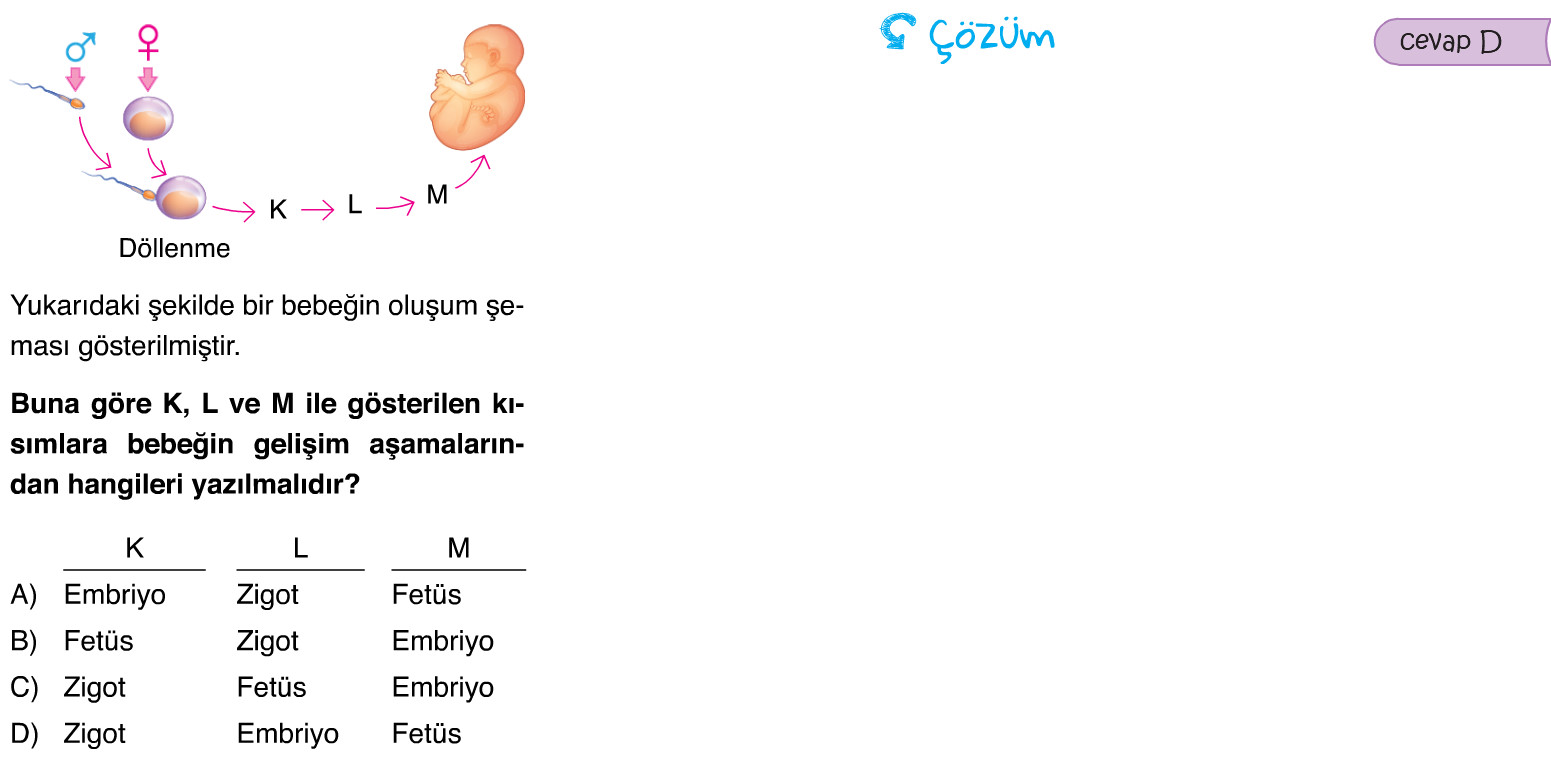 Çözüm
cevap D
K
L
M
Döllenme
Yukarıdaki şekilde bir bebeğin oluşum şe-
ması gösterilmiştir.
Buna göre K, L ve M ile gösterilen kı-
sımlara bebeğin gelişim aşamaların-
dan hangileri yazılmalıdır?
K L M
A) Embriyo Zigot Fetüs
B) Fetüs Zigot Embriyo
C) Zigot Fetüs Embriyo
D) Zigot Embriyo Fetüs